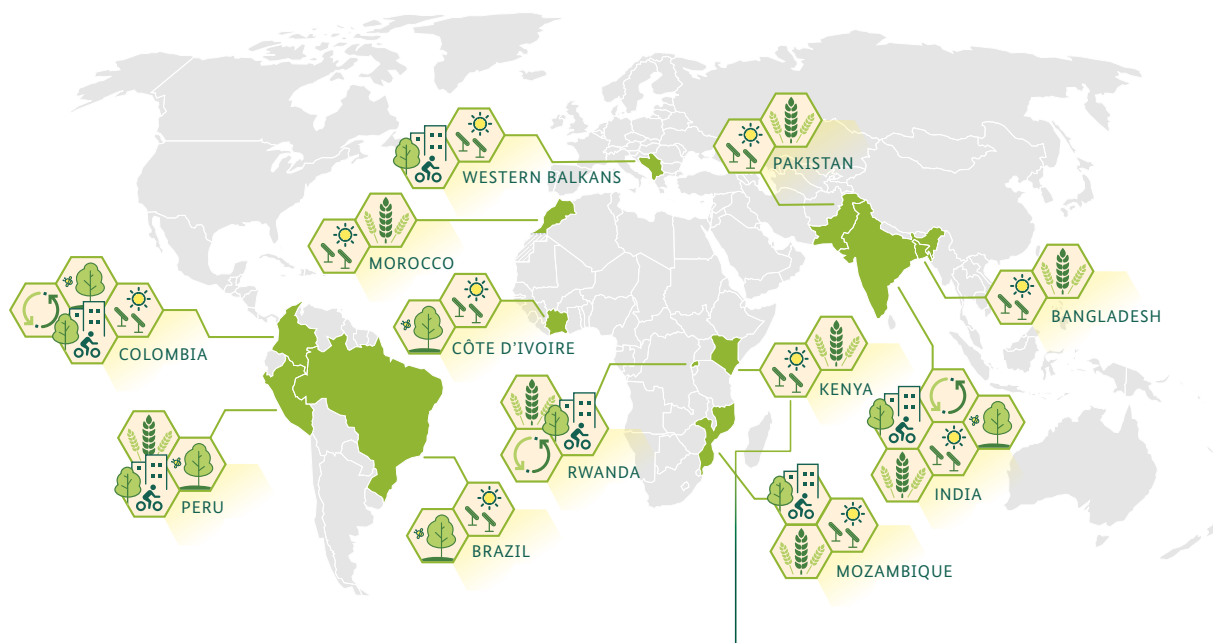 PAKISTAN
WESTERN BALKANS
MOROCCO
BANGLADESH
CÔTE D'IVOIRE
COLOMBIA
KENYA
RWANDA
INDIA
PERU
BRAZIL
MOZAMBIQUE